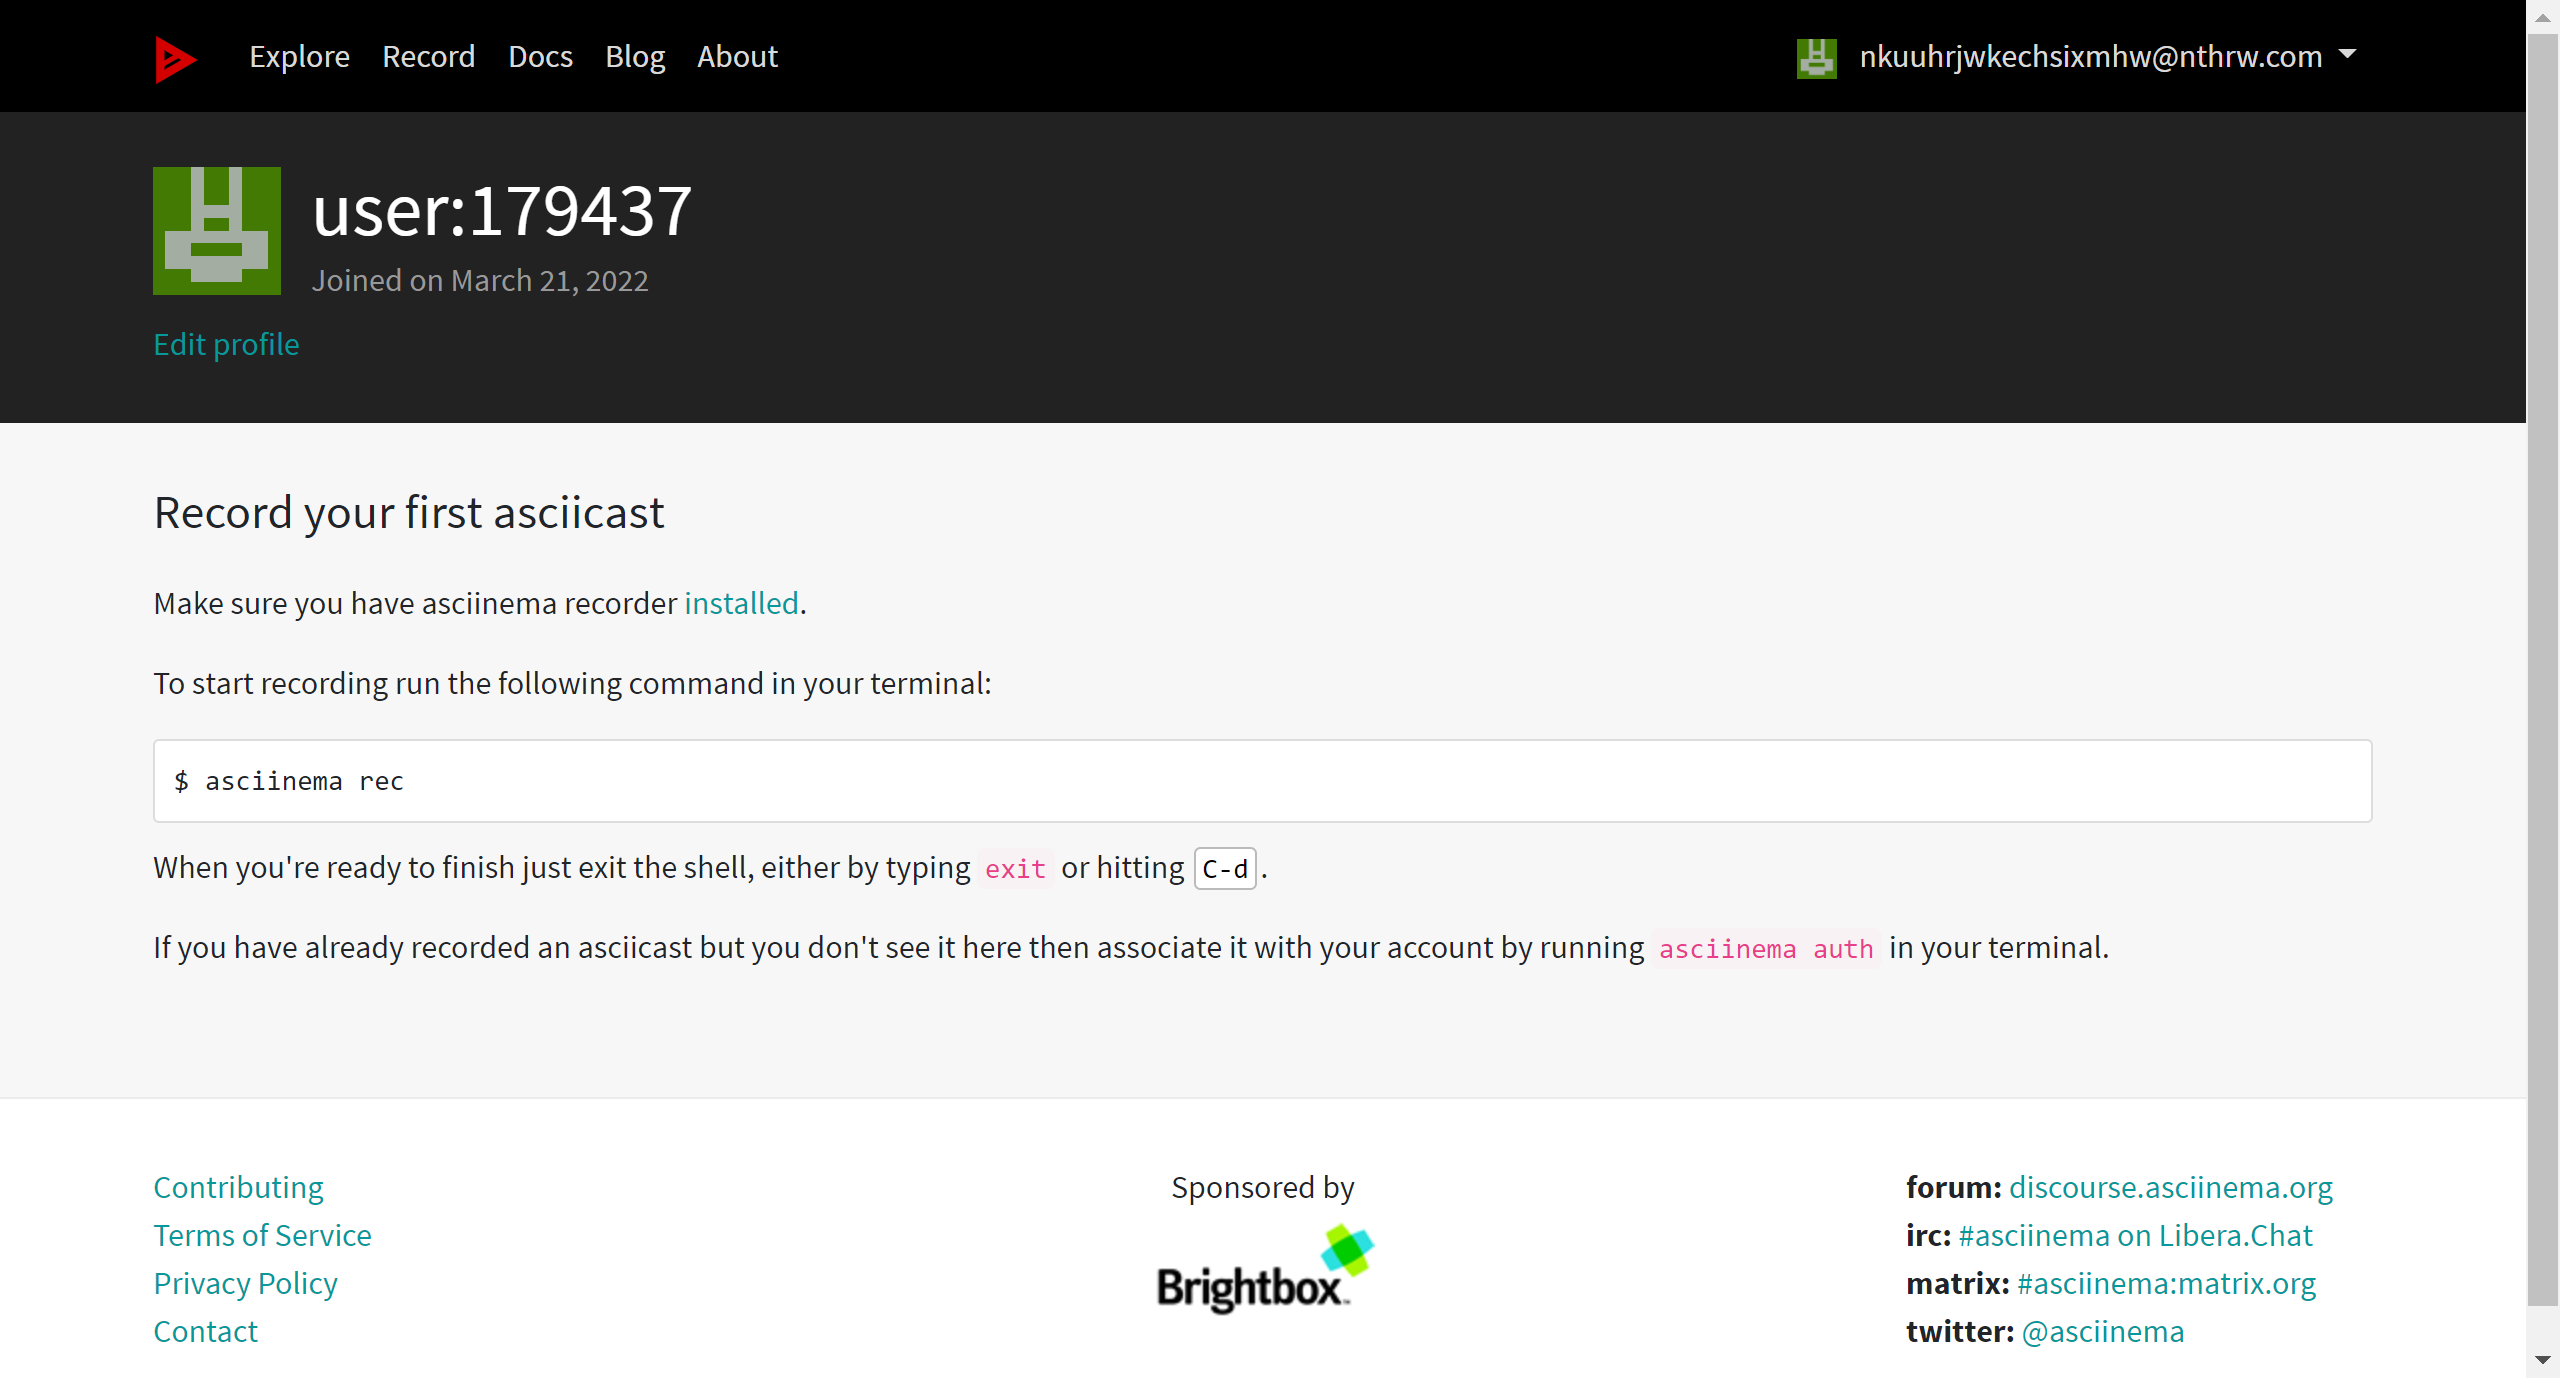 Explore Record Docs Blog About
nkuuhrjwkechsixmhw@nthrw.com
user:179437
Joined on March 21, 2022
Edit profile
Record your first asciicast
Make sure you have asciinema recorder installed.
To start recording run the following command in your terminal:
$ asciinema rec
When you're ready to finish just exit the shell, either by typing exit or hitting C-d.
If you have already recorded an asciicast but you don't see it here then associate it with your account by running asciinema auth in your terminal.
Contributing
Terms of Service
Privacy Policy
Contact
Sponsored by
Brightbox™
forum: discourse.asciinema.org
irc: #asciinema on Libera.Chat
matrix: #asciinema:matrix.org
twitter: @asciinema